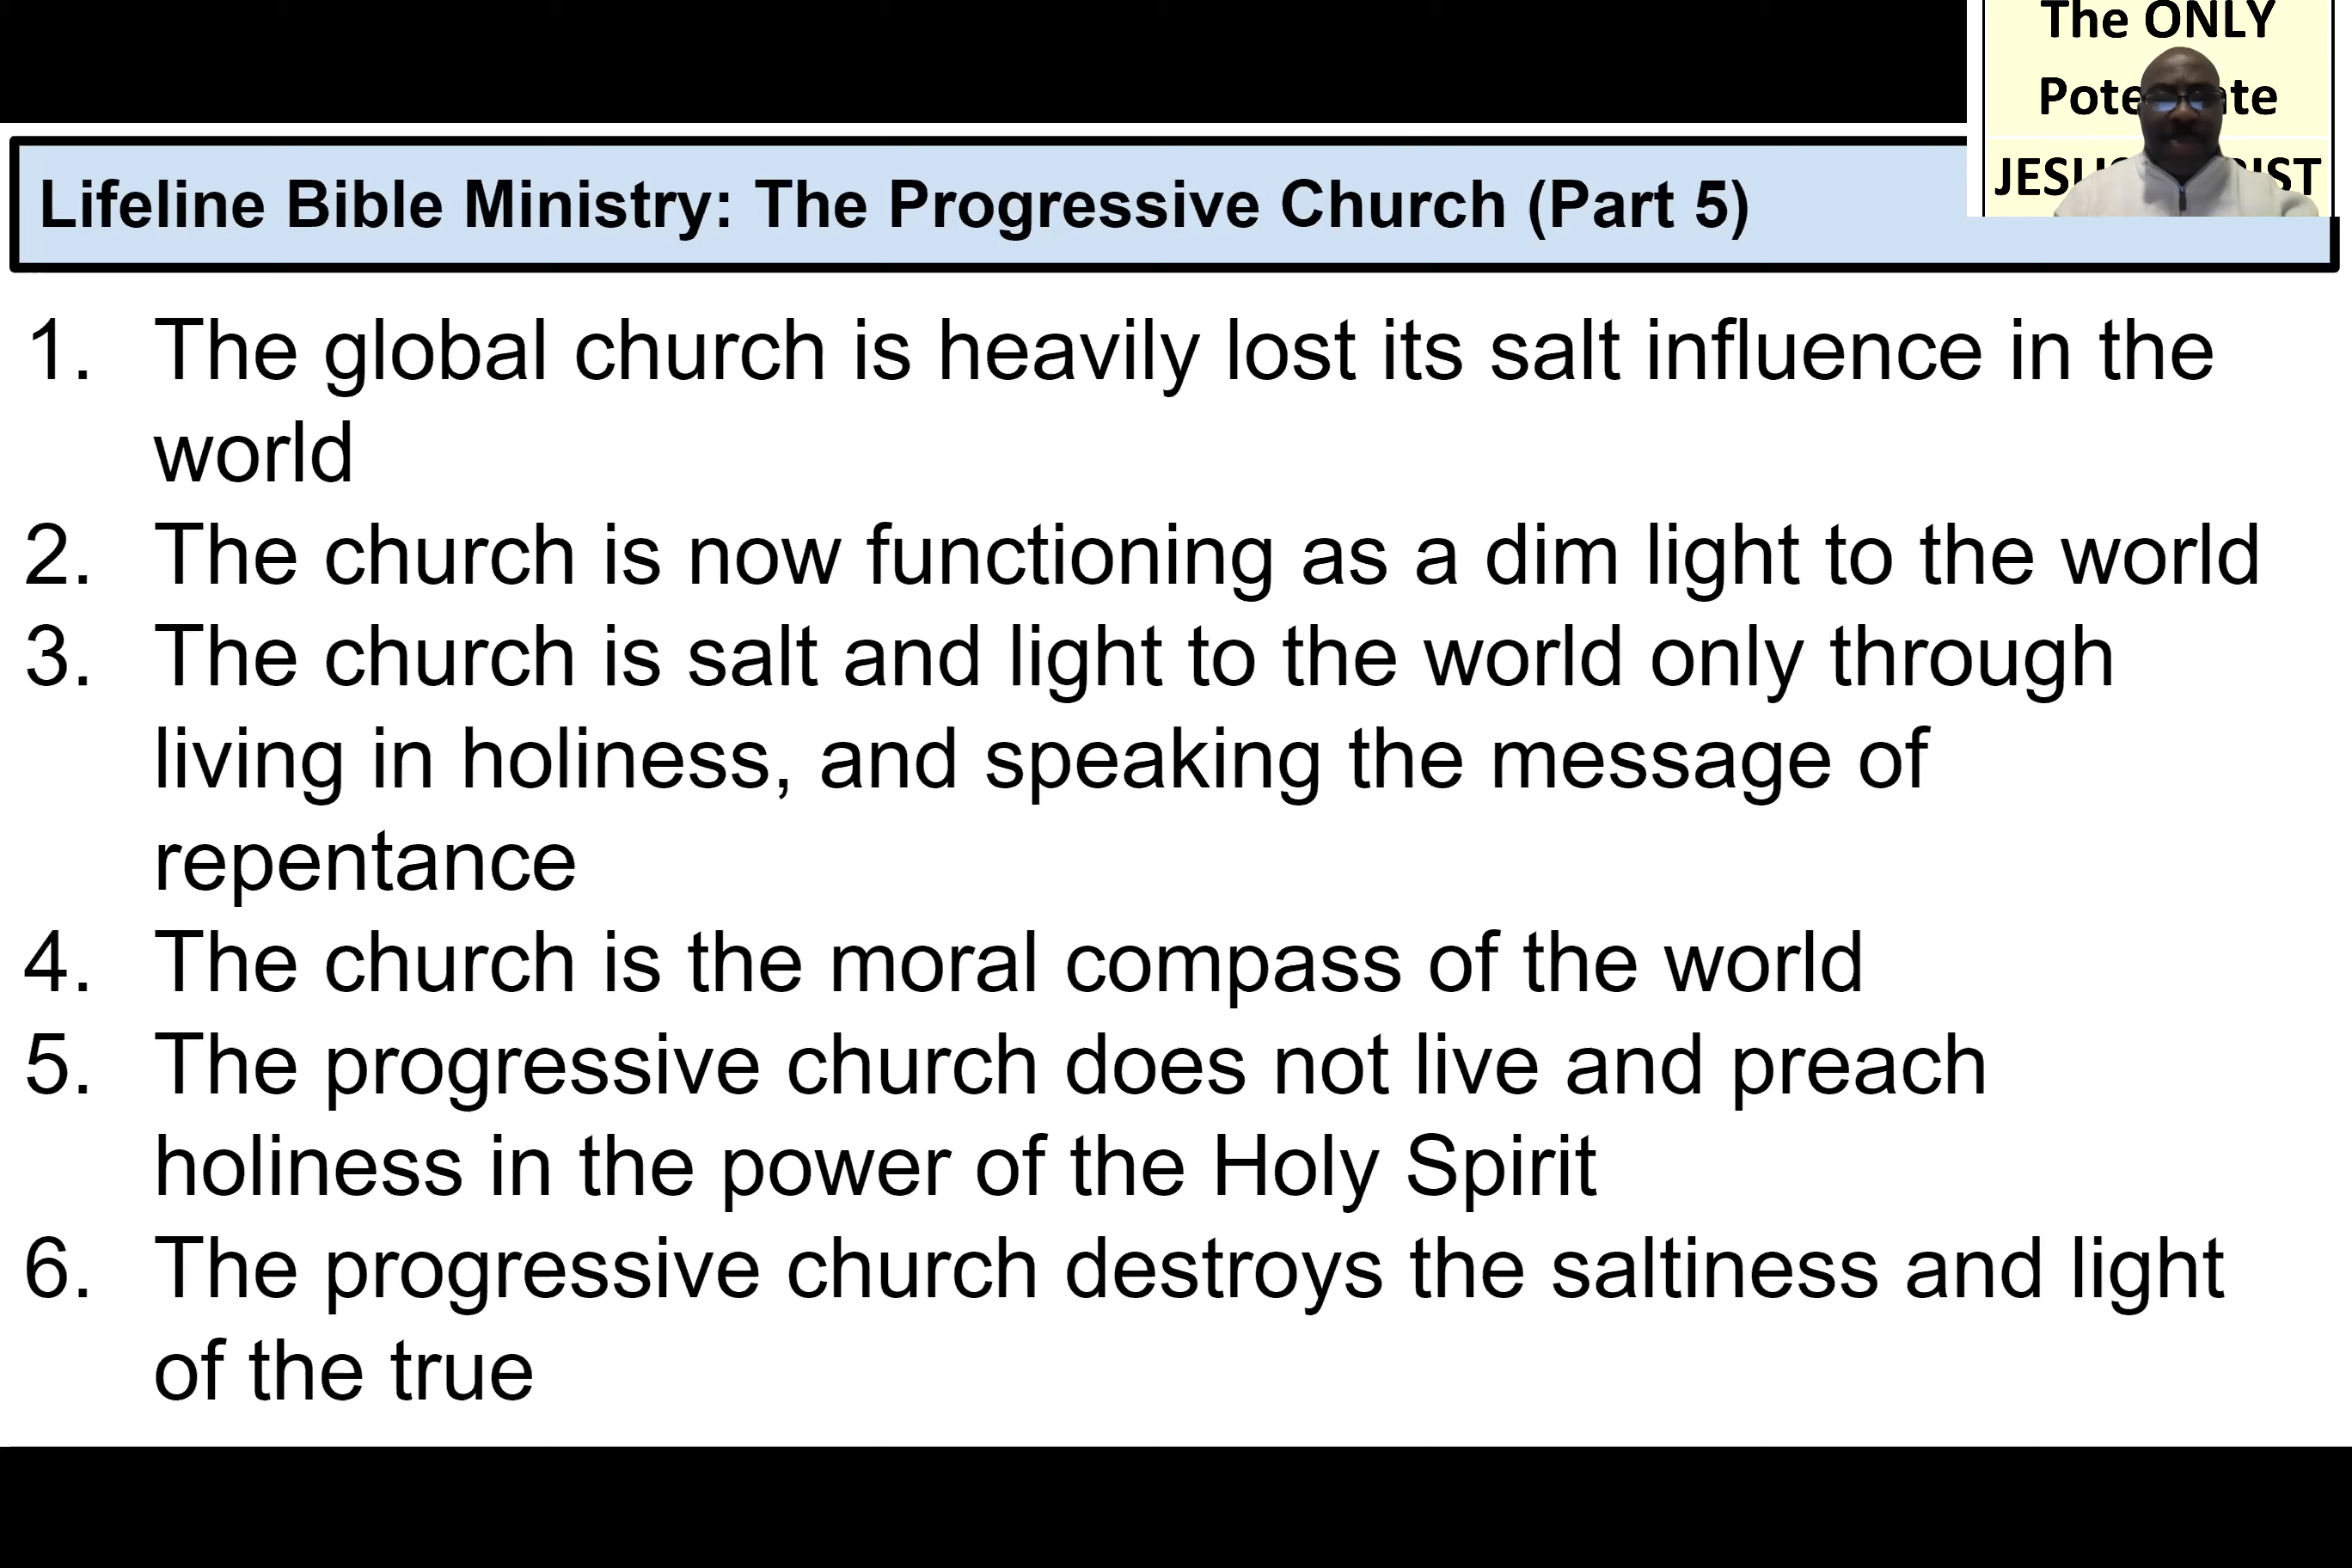 The ONLY
JESU
IST
Lifeline Bible Ministry: The Progressive Church (Part 5)
1. The global church is heavily lost its salt influence in the
world
2. The church is now functioning as a dim light to the world
3. The church is salt and light to the world only through
living in holiness, and speaking the message of
repentance
4. The church is the moral compass of the world
5. The progressive church does not live and preach
holiness in the power of the Holy Spirit
6. The progressive church destroys the saltiness and light
of the true